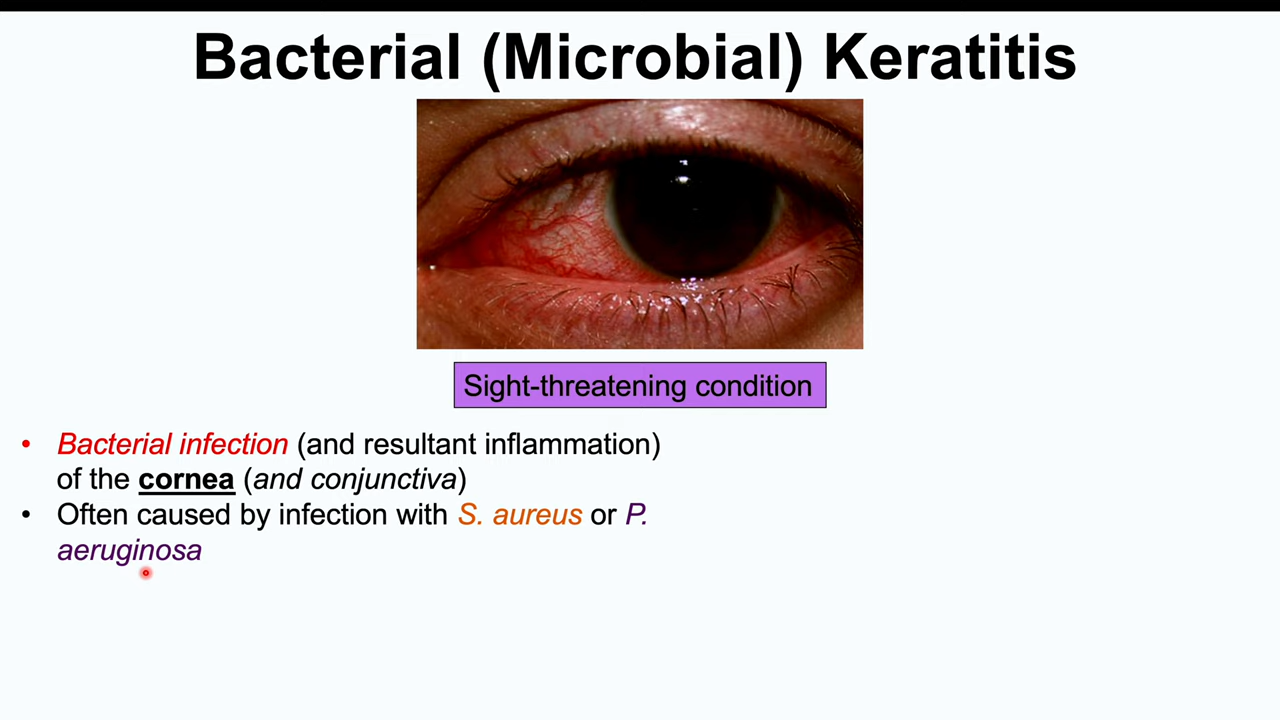 Bacterial (Microbial) Keratitis
Sight-threatening condition
• Bacterial infection (and resultant inflammation)
of the cornea (and conjunctiva)
• Often caused by infection with S. aureus or P.
aeruginosa